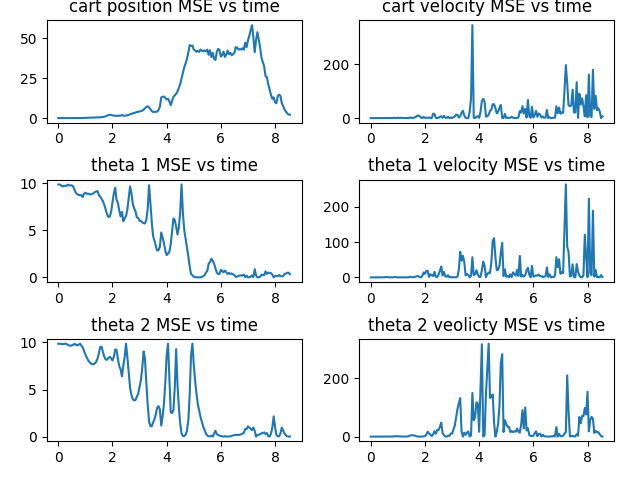 cart position MSE vs time
cart velocity MSE vs time
50
25
0
0 2 4 6 8
200
0
0 2 4 6 8
theta 1 MSE vs time
theta 1 velocity MSE vs time
10
5
0
0 2 4 6 8
200
100
0
0 2 4 6 8
theta 2 MSE vs time
theta 2 veolicty MSE vs time
10
5
0
0 2 4 6 8
200
0
0 2 4 6 8